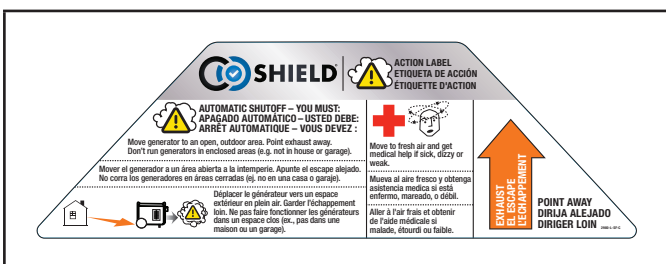 CO SHIELD®
ACTION LABEL
ETIQUETA DE ACCIÓN
ÉTIQUETTE D'ACTION
AUTOMATIC SHUTOFF – YOU MUST:
APAGADO AUTOMÁTICO – USTED DEBE:
ARRÊT AUTOMATIQUE – VOUS DEVEZ :
Move generator to an open, outdoor area. Point exhaust away.
Don't run generators in enclosed areas (e.g. not in house or garage).
Mover el generador a un área abierta a la intemperie. Apunte el escape alejado.
No corra los generadores en áreas cerradas (ej. no en una casa o garaje).
Déplacer le générateur vers un espace
extérieur en plein air. Garder l'échappement
loin. Ne pas faire fonctionner les générateurs
dans un espace clos (ex., pas dans une
maison ou un garage).
Move to fresh air and get
medical help if sick, dizzy or
weak.
Mueva al aire fresco y obtenga
asistencia medica si está
enfermo, mareado, o débil.
Aller à l'air frais et obtenir
de l'aide médicale si
malade, étourdi ou faible.
EXHAUST
EL ESCAPE
L'ÉCHAPPEMENT
POINT AWAY
DIRIJA ALEJADO
DIRIGER LOIN